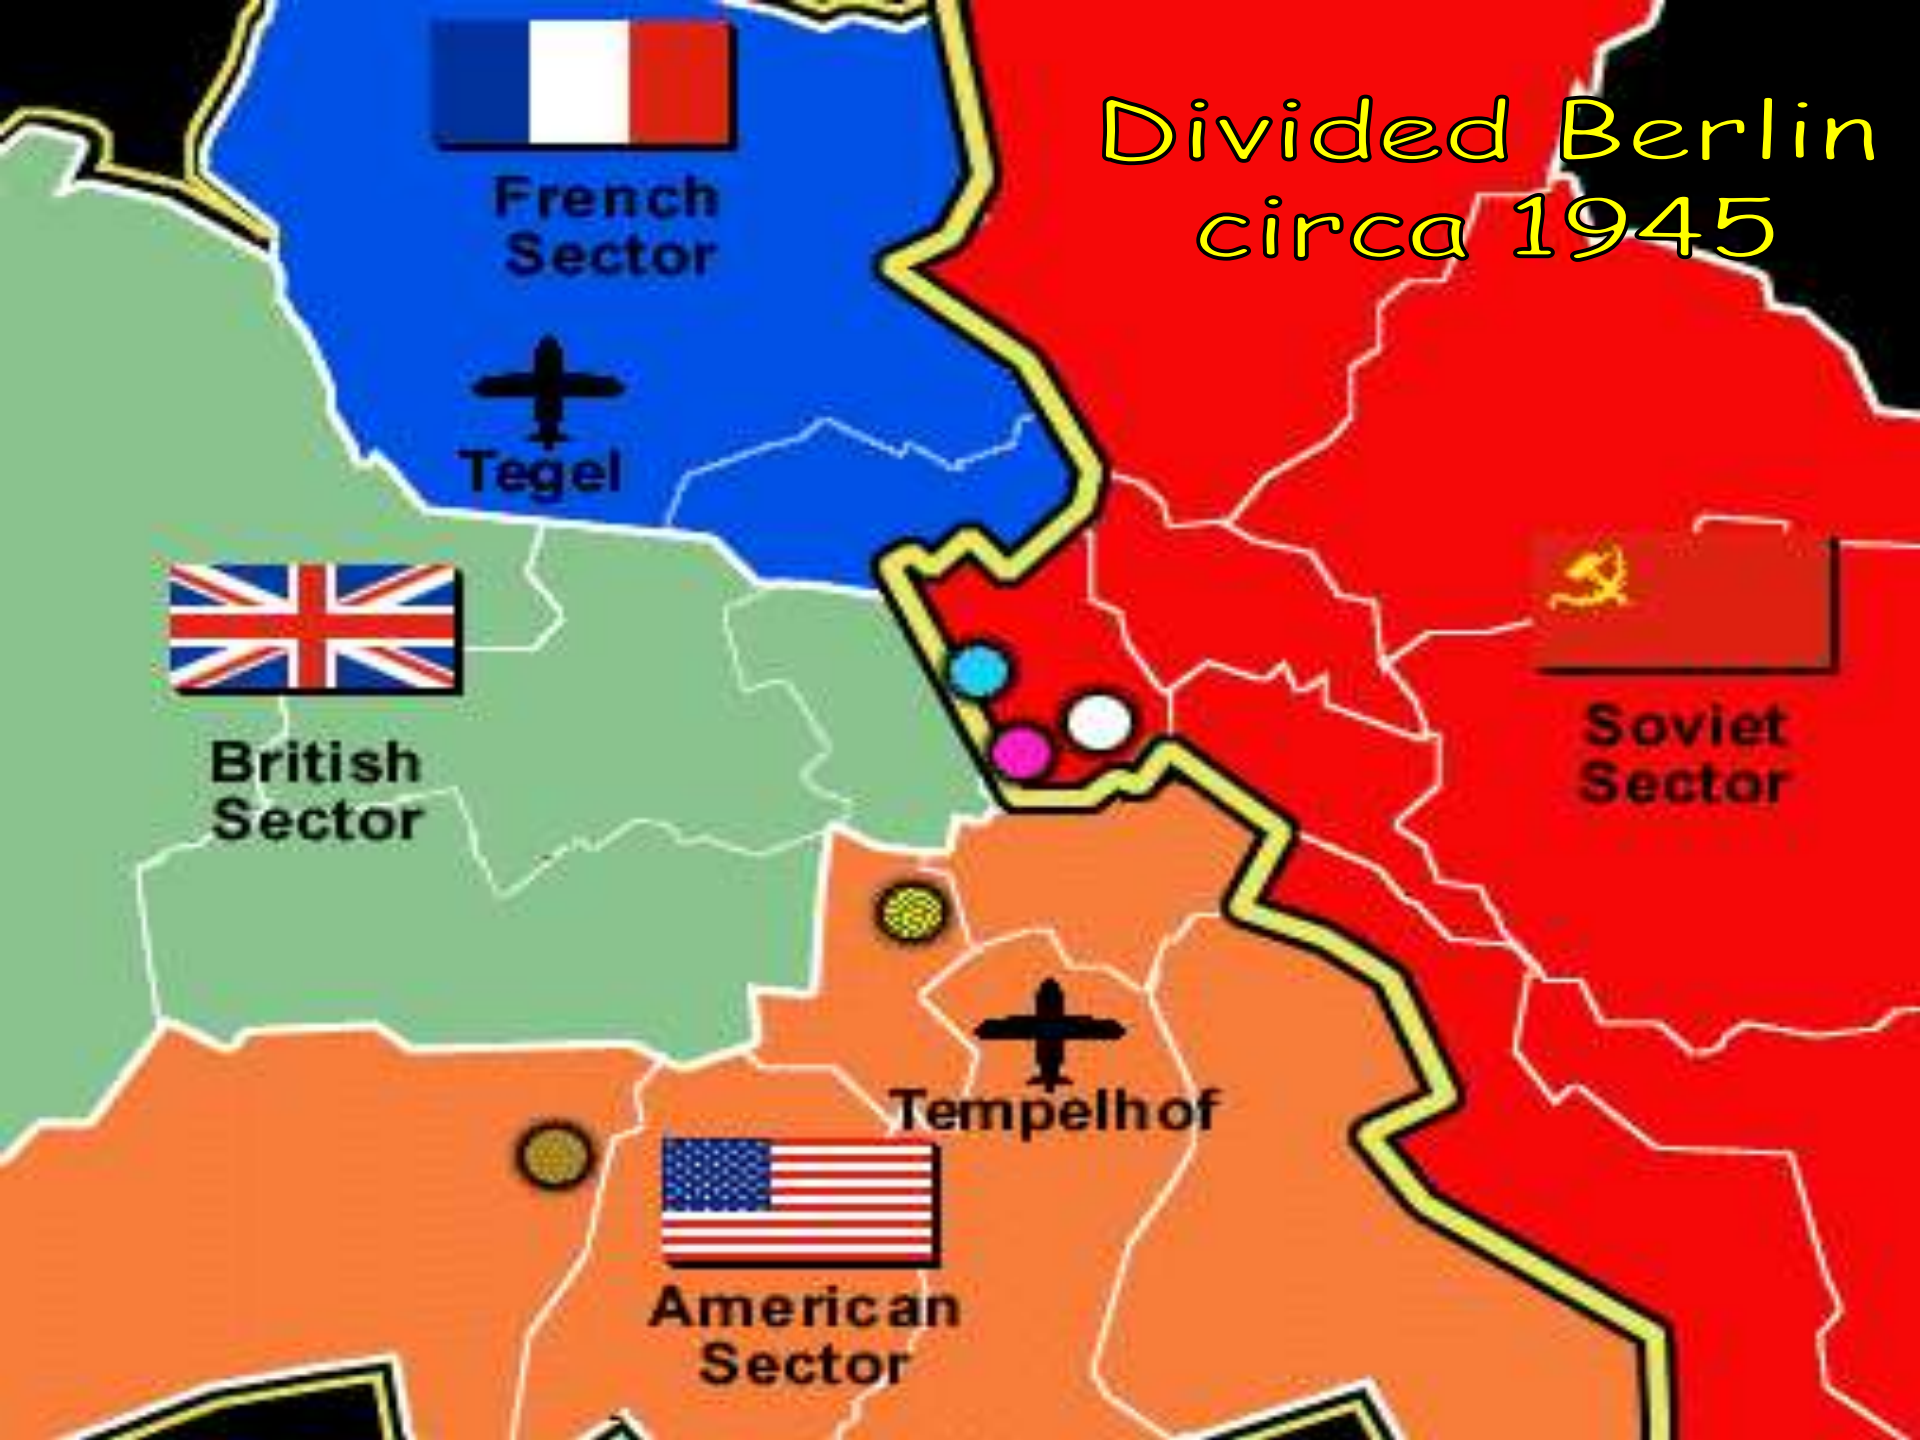 Divided Berlin
circa 1945
French
Sector
Tegel
British
Sector
Soviet
Sector
Tempelhof
American
Sector